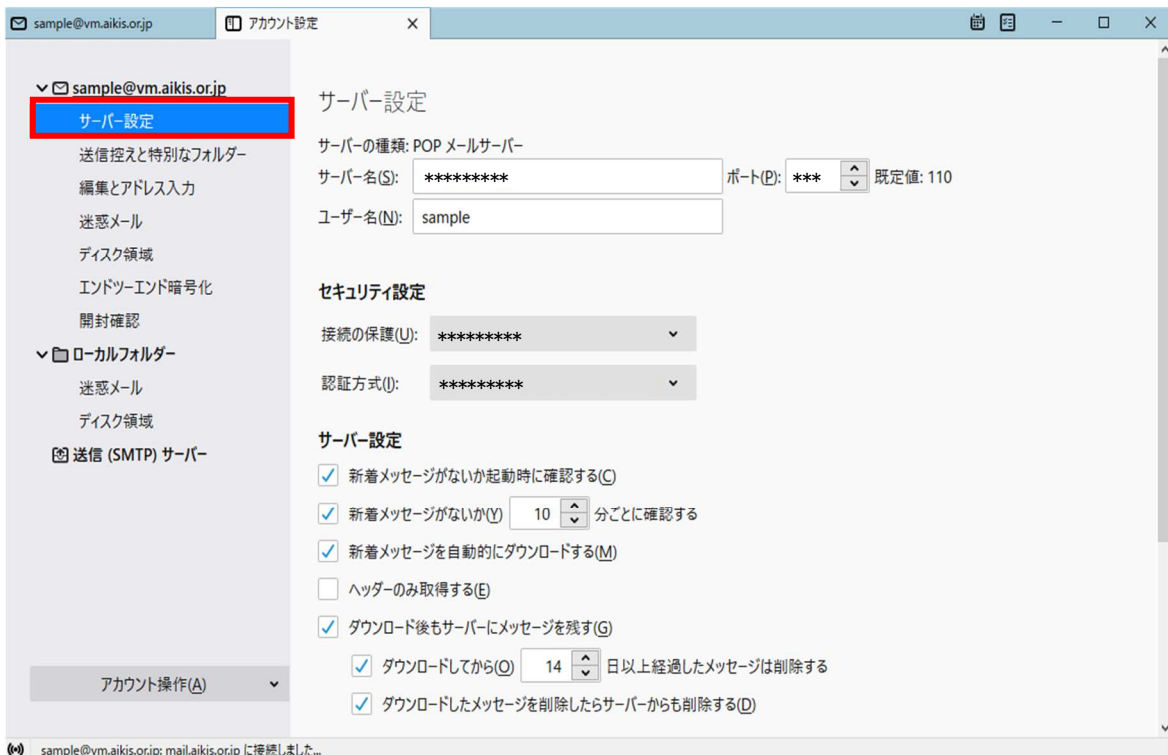 sample@vm.aikis.or.jp
アカウント設定
sample@vm.aikis.or.jp
サーバー設定
送信控えと特別なフォルダー
編集とアドレス入力
迷惑メール
ディスク領域
エンドツーエンド暗号化
開封確認
ローカルフォルダー
迷惑メール
ディスク領域
送信 (SMTP) サーバー
アカウント操作(A)
サーバー設定
サーバーの種類: POP メールサーバー
サーバー名(S): ********* ポート(P): *** 既定値: 110
ユーザー名(N): sample
セキュリティ設定
接続の保護(U): *********
認証方式(I): *********
サーバー設定
新着メッセージがないか起動時に確認する(C)
新着メッセージがないか(Y) 10 分ごとに確認する
新着メッセージを自動的にダウンロードする(M)
ヘッダーのみ取得する(E)
ダウンロード後もサーバーにメッセージを残す(G)
ダウンロードしてから(O) 14 日以上経過したメッセージは削除する
ダウンロードしたメッセージを削除したらサーバーからも削除する(D)
sample@vm.aikis.or.jp: mail.aikis.or.jp に接続しました...